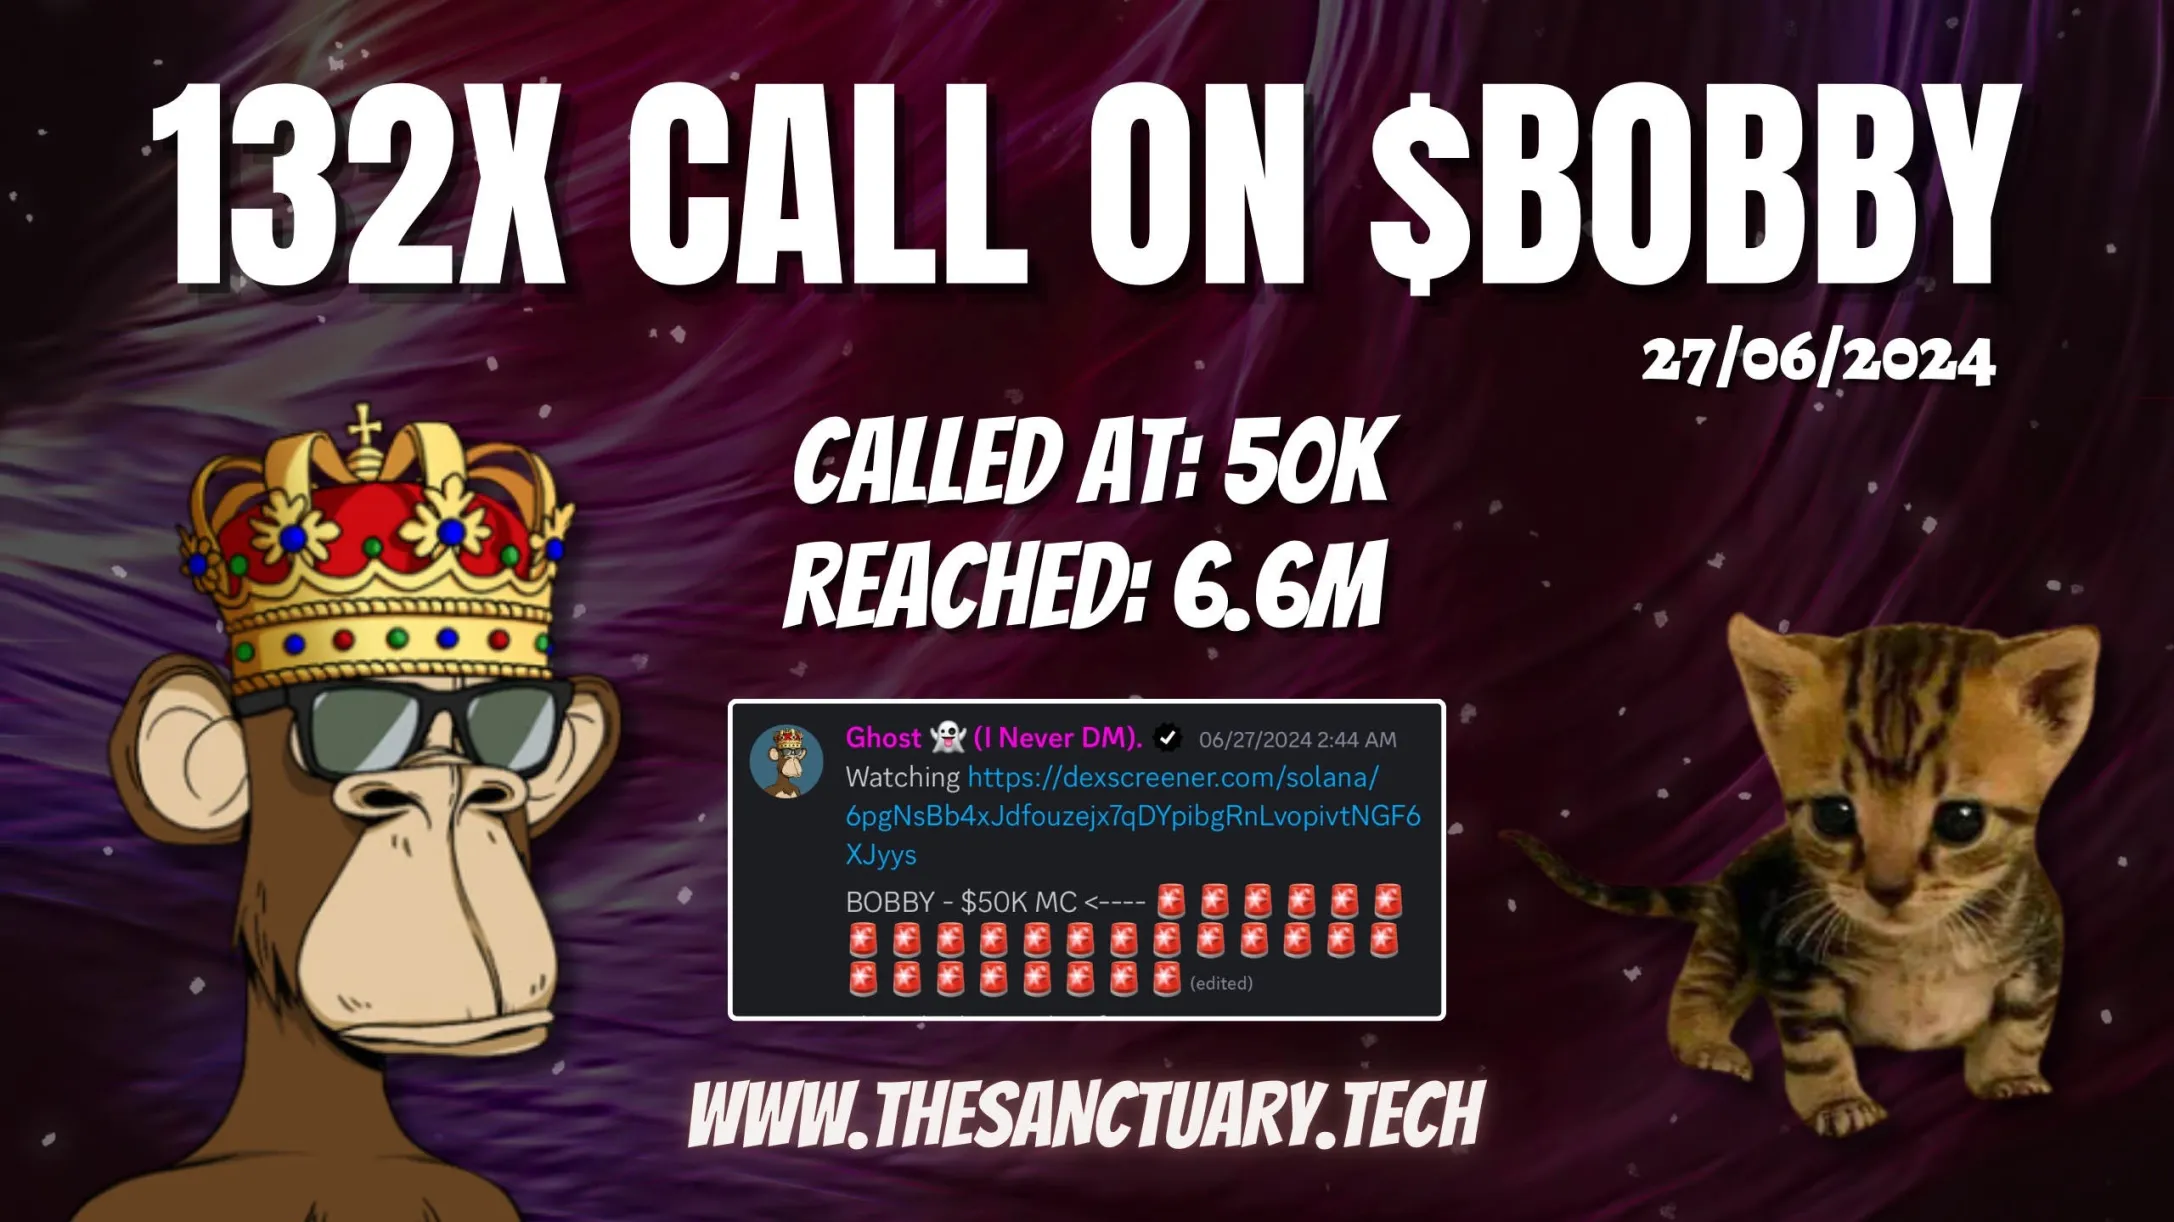 132X CALL ON $BOBBY
27/06/2024
CALLED AT: 50K
REACHED: 6.6M
Ghost 👻 (I Never DM). 06/27/2024 2:44 AM
Watching https://dexscreener.com/solana/
6pgNsBb4xJdfouzejx7qDYpibgRnLvopivtNGF6
XJyys
BOBBY - $50K MC <---- 🚨🚨🚨🚨🚨🚨
🚨🚨🚨🚨🚨🚨🚨🚨🚨🚨🚨🚨🚨
🚨🚨🚨🚨🚨🚨🚨🚨 (edited)
WWW.THESANCTUARY.TECH